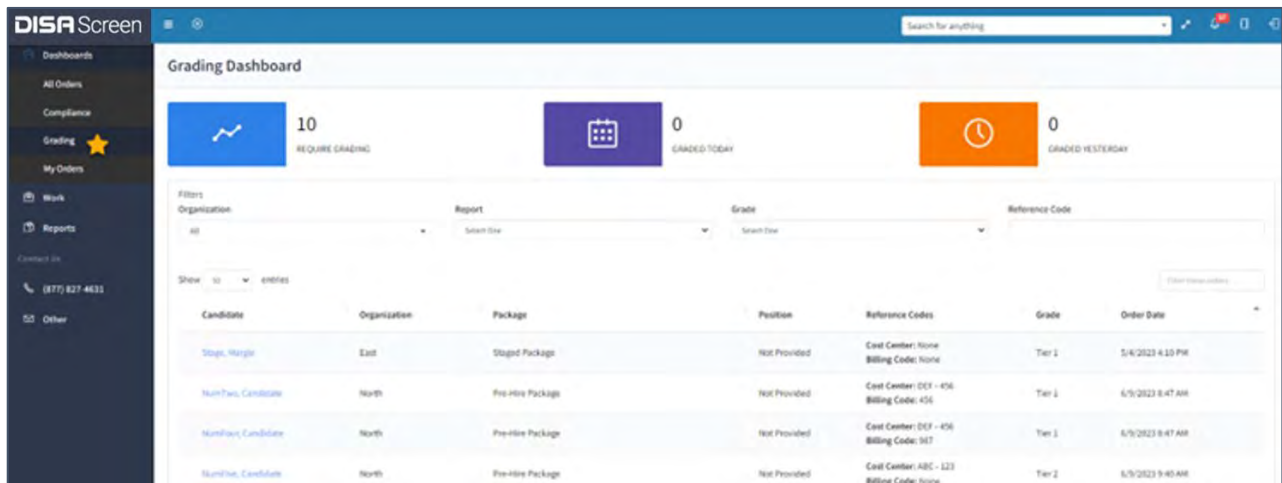 DISA Screen
Search for anything
Dashboards
All Orders
Compliance
Grading
My Orders
Work
Reports
Contact Us
(877) 827-4631
Other
Grading Dashboard
10
REQUIRE GRADING
0
GRADED TODAY
0
GRADED YESTERDAY
Filters
Organization Report Grade Reference Code
All Select One Select One
Show 10 entries
Candidate Organization Package Position Reference Codes Grade Order Date
Stage, Margie East Staged Package Not Provided Cost Center: None Tier 1 5/4/2023 4:10 PM
Billing Code: None
NumTwo, Candidate North Pre-Hire Package Not Provided Cost Center: DEF - 456 Tier 1 6/9/2023 8:47 AM
Billing Code: 456
NumFour, Candidate North Pre-Hire Package Not Provided Cost Center: DEF - 456 Tier 1 6/9/2023 8:47 AM
Billing Code: 987
NumFive, Candidate North Pre-Hire Package Not Provided Cost Center: ABC - 123 Tier 2 6/9/2023 9:40 AM
Billing Code: None